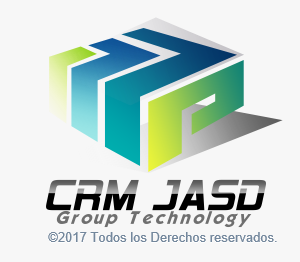 CRM JASD
Group Technology
©2017 Todos los Derechos reservados.